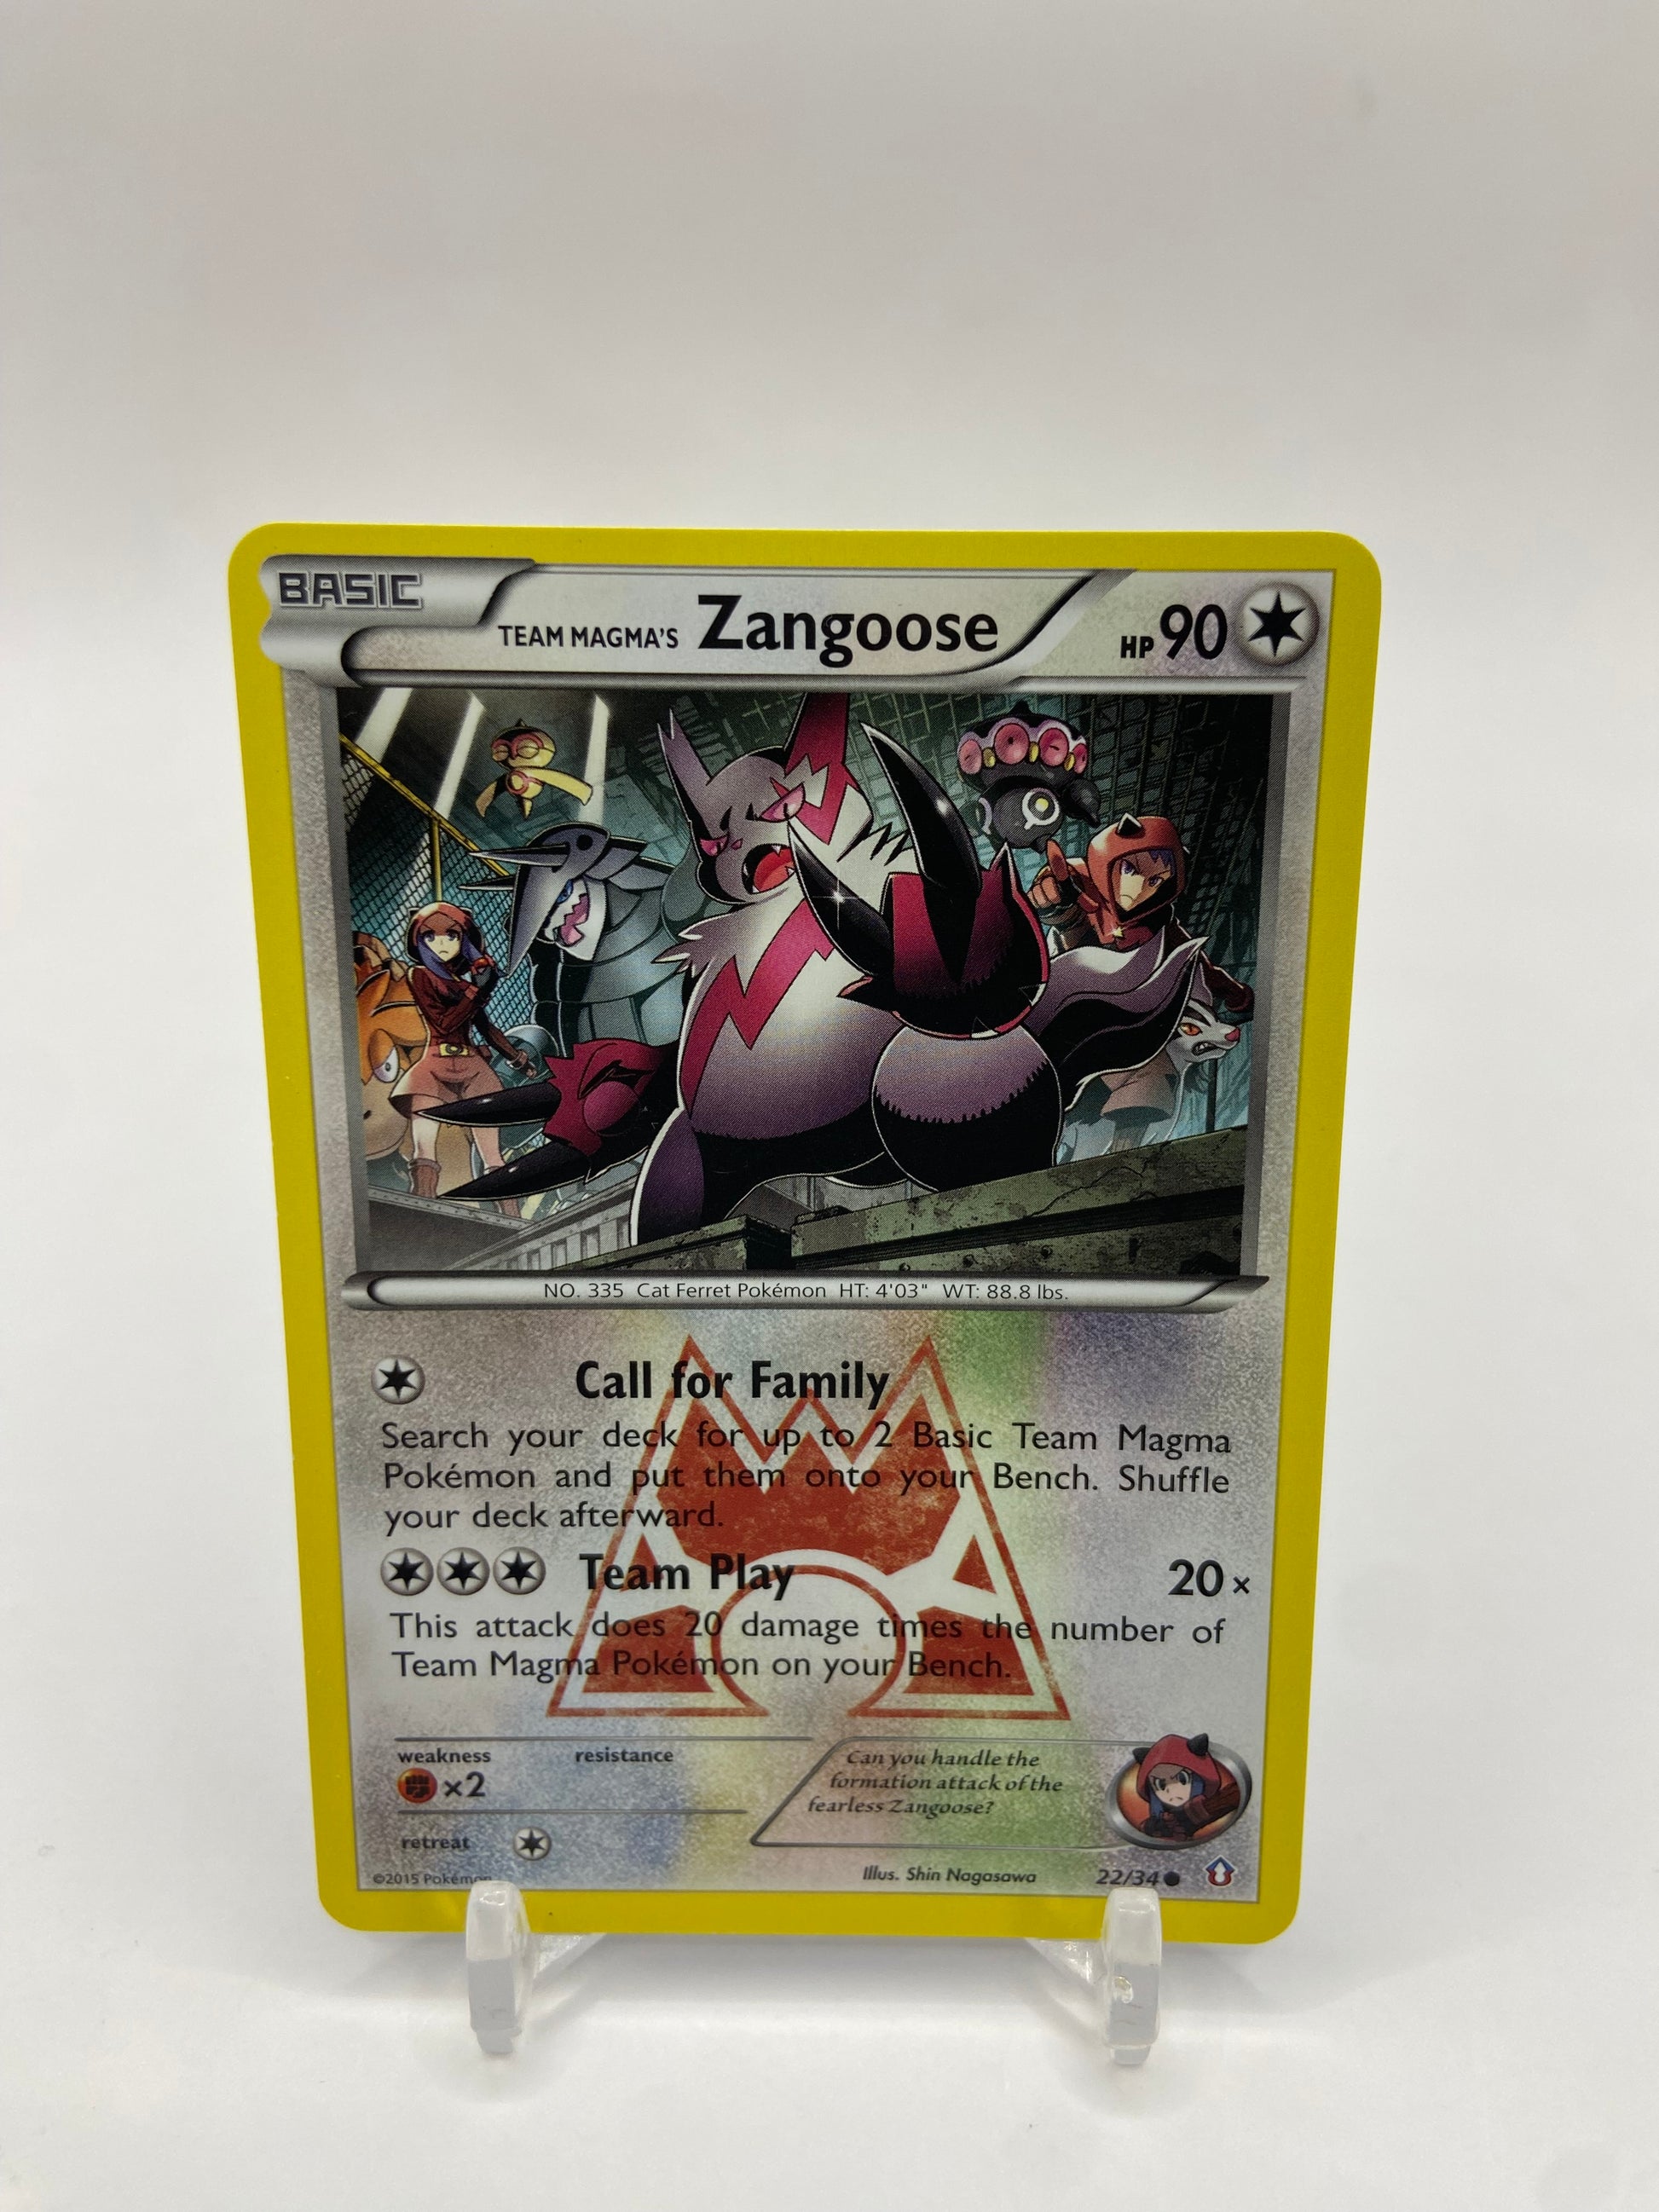 BASIC
TEAM MAGMA'S Zangoose HP 90
NO. 335 Cat Ferret Pokémon HT: 4'03" WT: 88.8 lbs.
Call for Family
Search your deck for up to 2 Basic Team Magma
Pokémon and put them onto your Bench. Shuffle
your deck afterward.
Team Play 20×
This attack does 20 damage times the number of
Team Magma Pokémon on your Bench.
weakness resistance
×2
retreat
Can you handle the
formation attack of the
fearless Zangoose?
©2015 Pokémon Illus. Shin Nagasawa 22/34